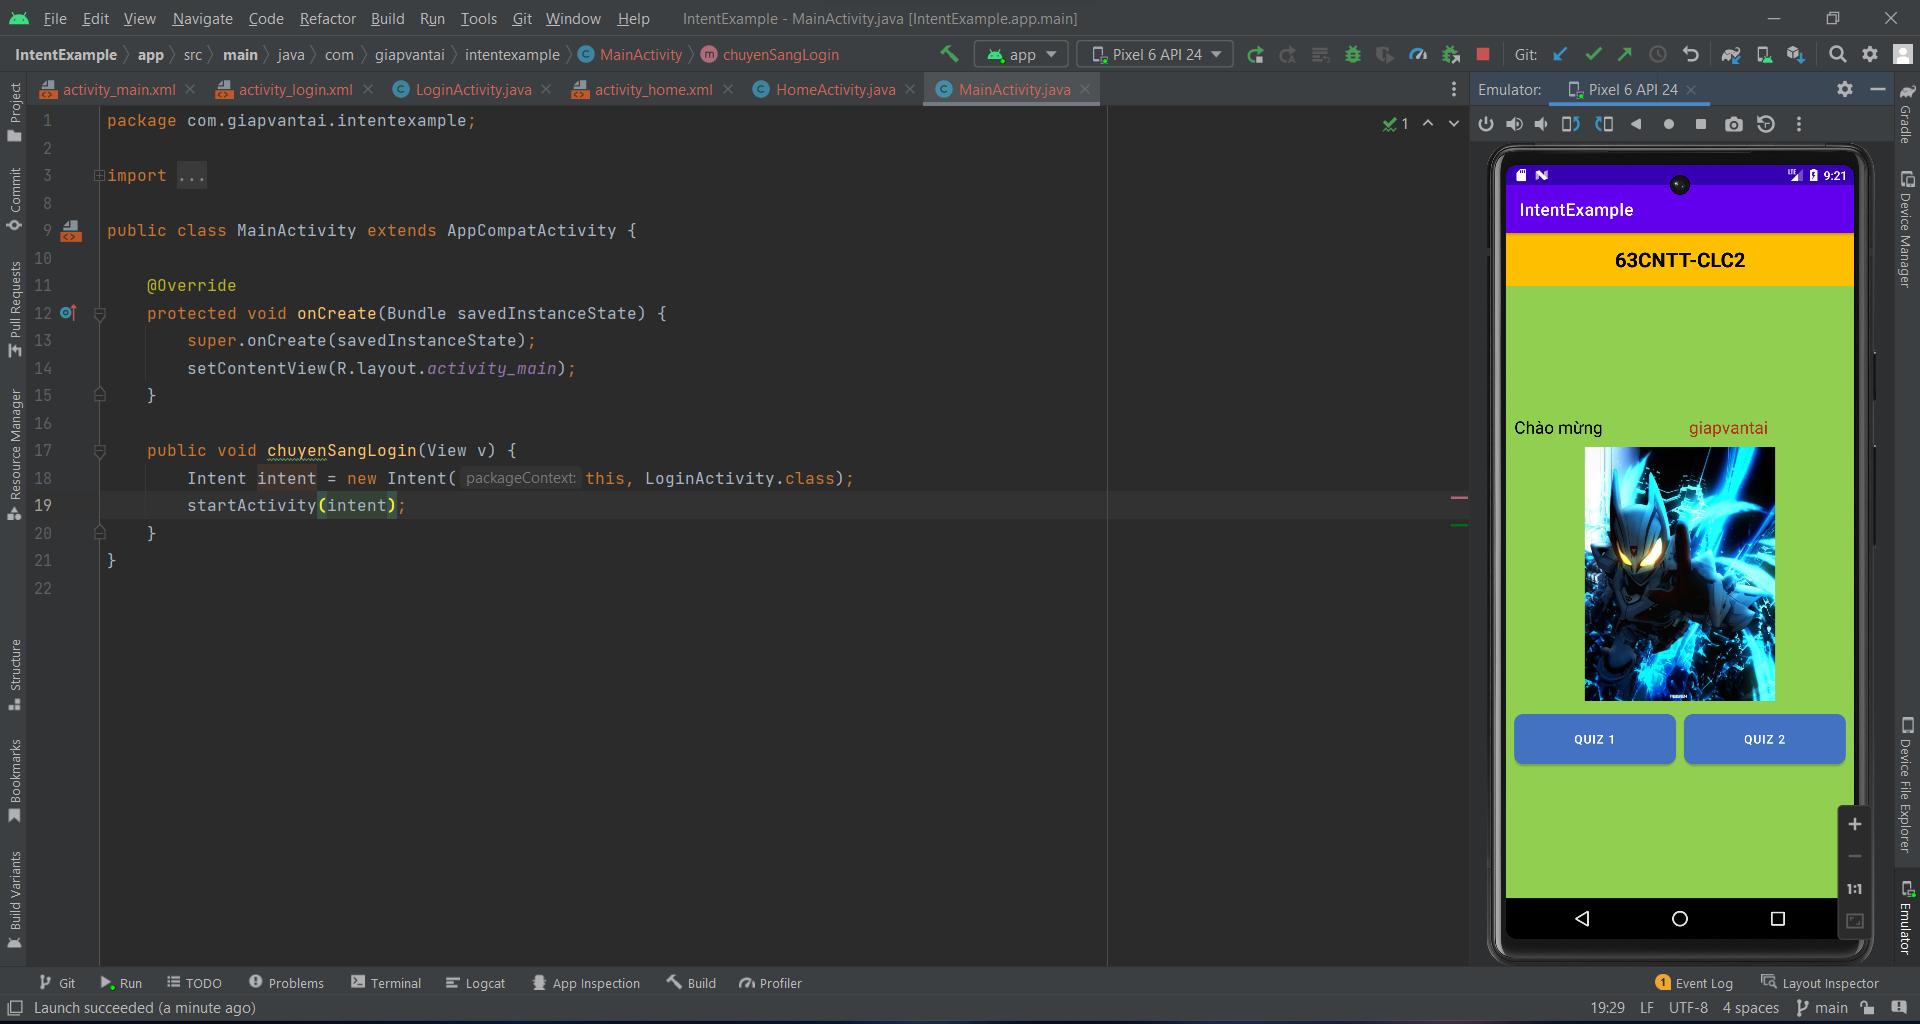 File Edit View Navigate Code Refactor Build Run Tools Git Window Help IntentExample - MainActivity.java [IntentExample.app.main]
IntentExample app src main java com giapvantai intentexample MainActivity chuyenSangLogin app Pixel 6 API 24 Git:
activity_main.xml activity_login.xml LoginActivity.java activity_home.xml HomeActivity.java MainActivity.java
Emulator: Pixel 6 API 24
Project
Commit
Pull Requests
Resource Manager
Structure
Bookmarks
Build Variants
1 package com.giapvantai.intentexample;
2
3 import ...
8
9 public class MainActivity extends AppCompatActivity {
10
11 @Override
12 protected void onCreate(Bundle savedInstanceState) {
13 super.onCreate(savedInstanceState);
14 setContentView(R.layout.activity_main);
15 }
16
17 public void chuyenSangLogin(View v) {
18 Intent intent = new Intent( packageContext: this, LoginActivity.class);
19 startActivity(intent);
20 }
21 }
22
1
LTE 9:21
IntentExample
63CNTT-CLC2
Chào mừng giapvantai
QUIZ 1 QUIZ 2
1:1
Gradle
Device Manager
Device File Explorer
Emulator
Git Run TODO Problems Terminal Logcat App Inspection Build Profiler 1 Event Log Layout Inspector
Launch succeeded (a minute ago) 19:29 LF UTF-8 4 spaces main